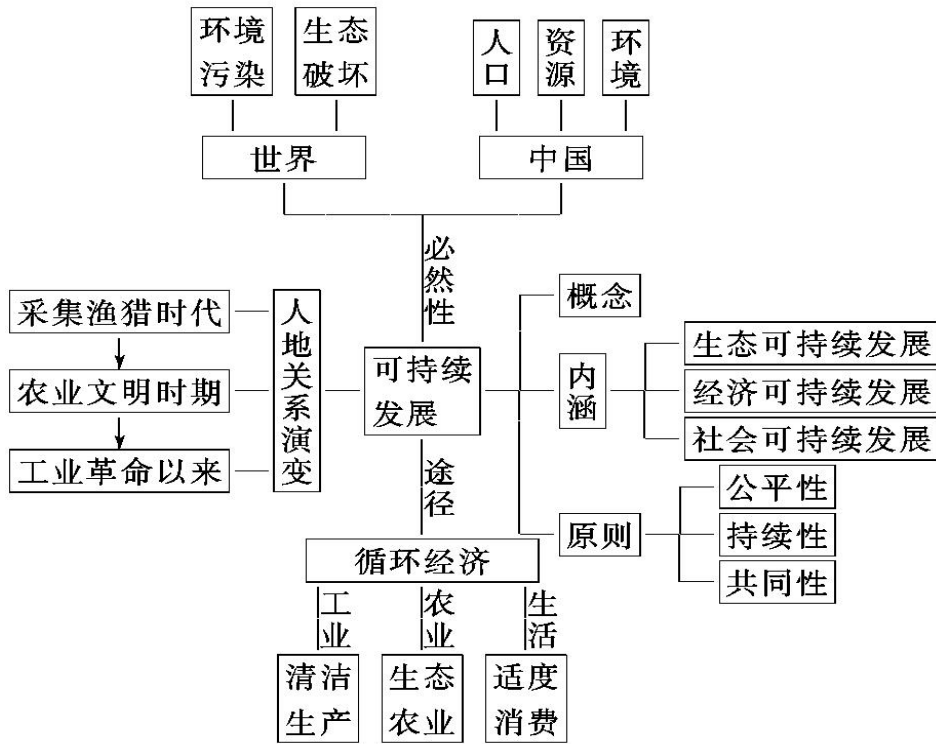 环境
污染
生态
破坏
人口
资源
环境
世界
中国
必然性
采集渔猎时代
农业文明时期
工业革命以来
人地关系演变
可持续
发展
概念
内涵
生态可持续发展
经济可持续发展
社会可持续发展
原则
公平性
持续性
共同性
途径
循环经济
工业
农业
生活
清洁
生产
生态
农业
适度
消费